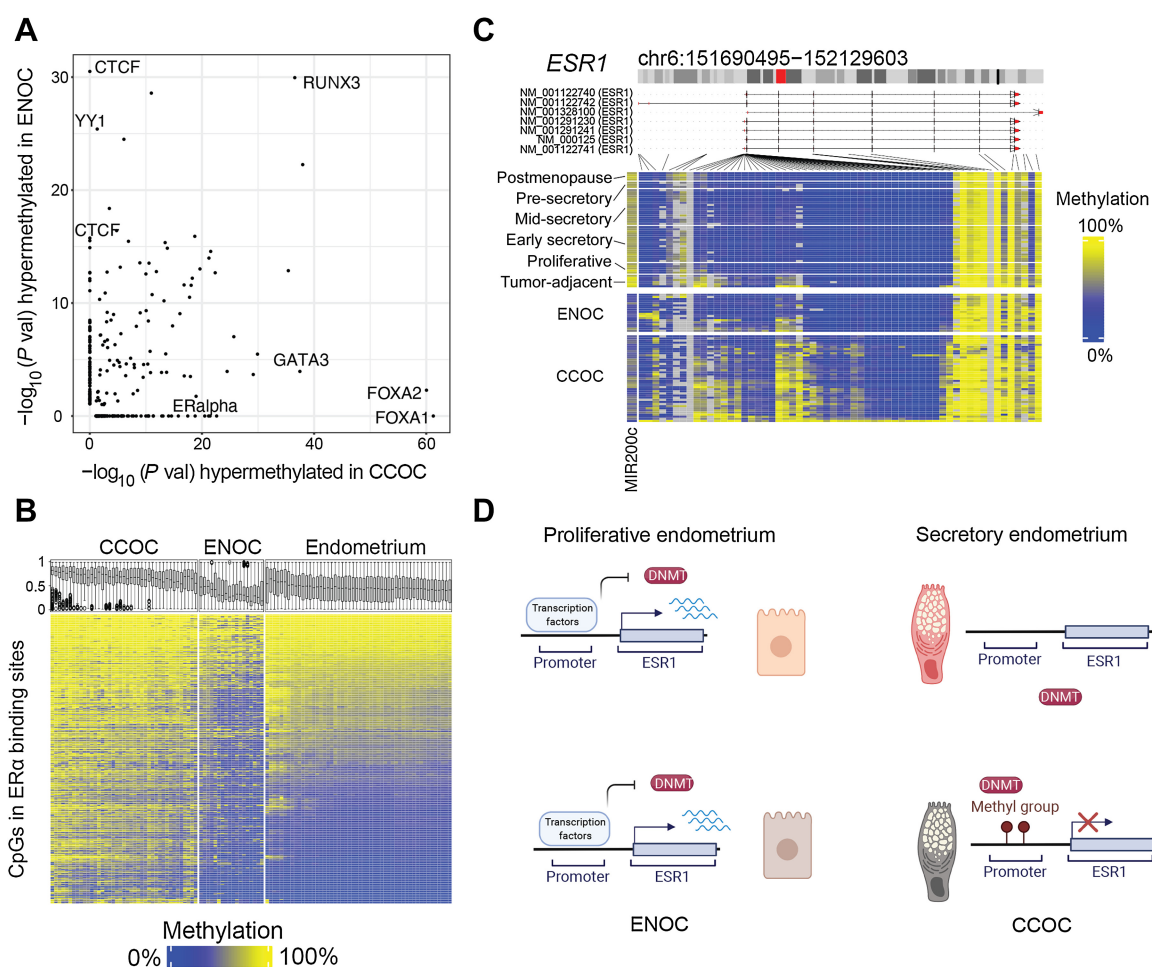 A
−log10 (P val) hypermethylated in ENOC
30
20
10
0
CTCF
RUNX3
YY1
CTCF
GATA3
FOXA2
ERalpha
FOXA1
0
20
40
60
−log10 (P val) hypermethylated in CCOC
B
CCOC
ENOC
Endometrium
1
0.5
0
CpGs in ERα binding sites
Methylation
0%
100%
C
ESR1
chr6:151690495−152129603
NM_001122740 (ESR1)
NM_001122742 (ESR1)
NM_001328100 (ESR1)
NM_001291230 (ESR1)
NM_001291241 (ESR1)
NM_000125 (ESR1)
NM_001122741 (ESR1)
Postmenopause
Pre-secretory
Mid-secretory
Early secretory
Proliferative
Tumor-adjacent
ENOC
CCOC
MIR200c
Methylation
100%
0%
D
Proliferative endometrium
Secretory endometrium
DNMT
Transcription
factors
Promoter
ESR1
Promoter
ESR1
DNMT
DNMT
Transcription
factors
Promoter
ESR1
ENOC
DNMT
Methyl group
Promoter
ESR1
CCOC